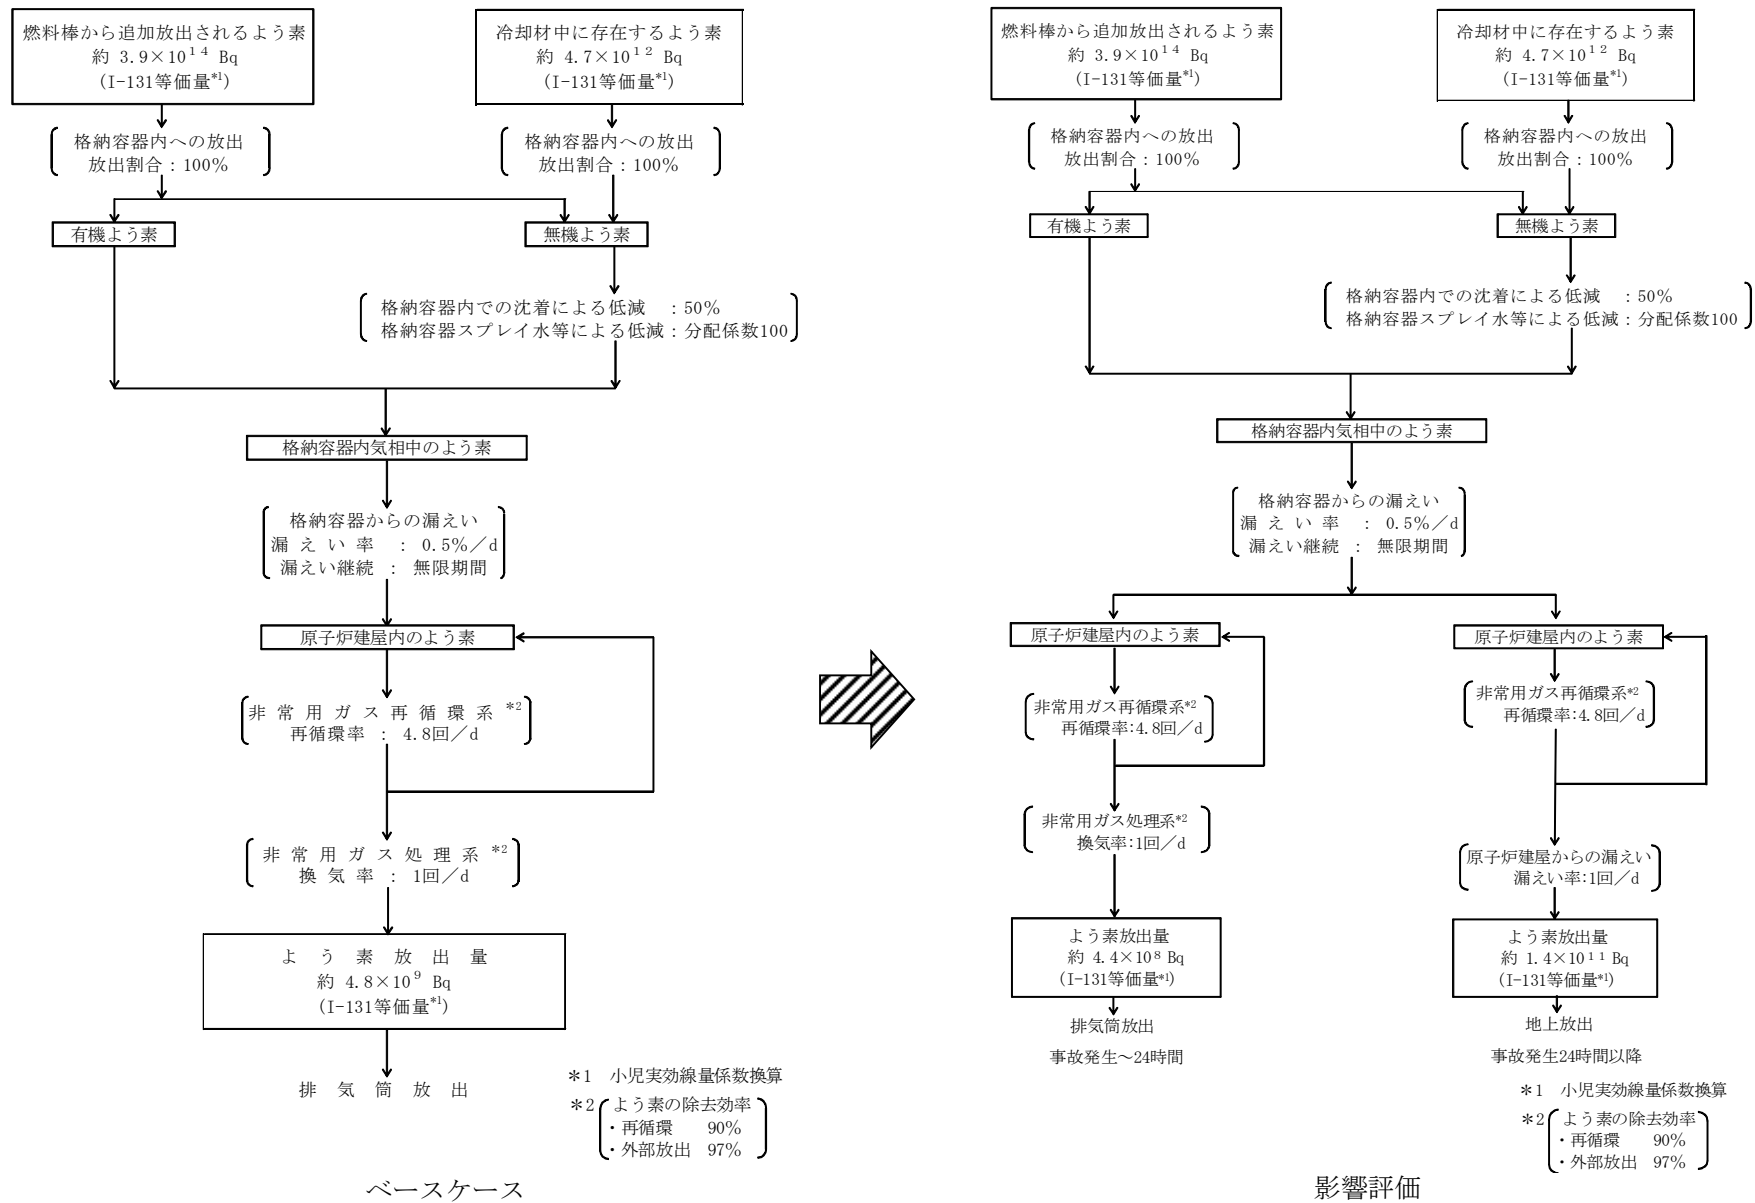 燃料棒から追加放出されるよう素
約 3.9×10¹⁴ Bq
(I-131等価量*1)
冷却材中に存在するよう素
約 4.7×10¹² Bq
(I-131等価量*1)
格納容器内への放出
放出割合：100%
格納容器内への放出
放出割合：100%
有機よう素
無機よう素
格納容器内での沈着による低減　：50%
格納容器スプレイ水等による低減：分配係数100
格納容器内気相中のよう素
格納容器からの漏えい
漏えい率　：0.5%／d
漏えい継続　：　無限期間
原子炉建屋内のよう素
非常用ガス再循環系*2
再循環率　：　4.8回／d
非常用ガス処理系*2
換気率　：　1回／d
よう素放出量
約 4.8×10⁹ Bq
(I-131等価量*1)
排気筒放出
＊1　小児実効線量係数換算
＊2　よう素の除去効率
・再循環　　90%
・外部放出　97%
ベースケース
燃料棒から追加放出されるよう素
約 3.9×10¹⁴ Bq
(I-131等価量*1)
冷却材中に存在するよう素
約 4.7×10¹² Bq
(I-131等価量*1)
格納容器内への放出
放出割合：100%
格納容器内への放出
放出割合：100%
有機よう素
無機よう素
格納容器内での沈着による低減　：50%
格納容器スプレイ水等による低減：分配係数100
格納容器内気相中のよう素
格納容器からの漏えい
漏えい率　：　0.5%／d
漏えい継続　：　無限期間
原子炉建屋内のよう素
非常用ガス再循環系*2
再循環率:4.8回／d
非常用ガス処理系*2
換気率:1回／d
よう素放出量
約 4.4×10⁸ Bq
(I-131等価量*1)
排気筒放出
事故発生～24時間
原子炉建屋内のよう素
非常用ガス再循環系*2
再循環率:4.8回／d
原子炉建屋からの漏えい
漏えい率:1回／d
よう素放出量
約 1.4×10¹¹ Bq
(I-131等価量*1)
地上放出
事故発生24時間以降
＊1　小児実効線量係数換算
＊2　よう素の除去効率
・再循環　　90%
・外部放出　97%
影響評価